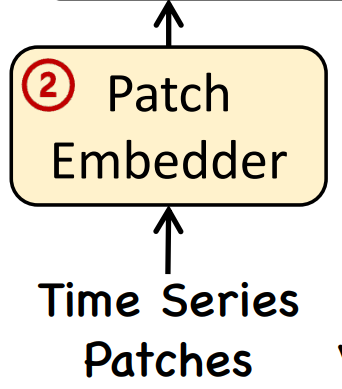 ② Patch
Embedder
Time Series
Patches